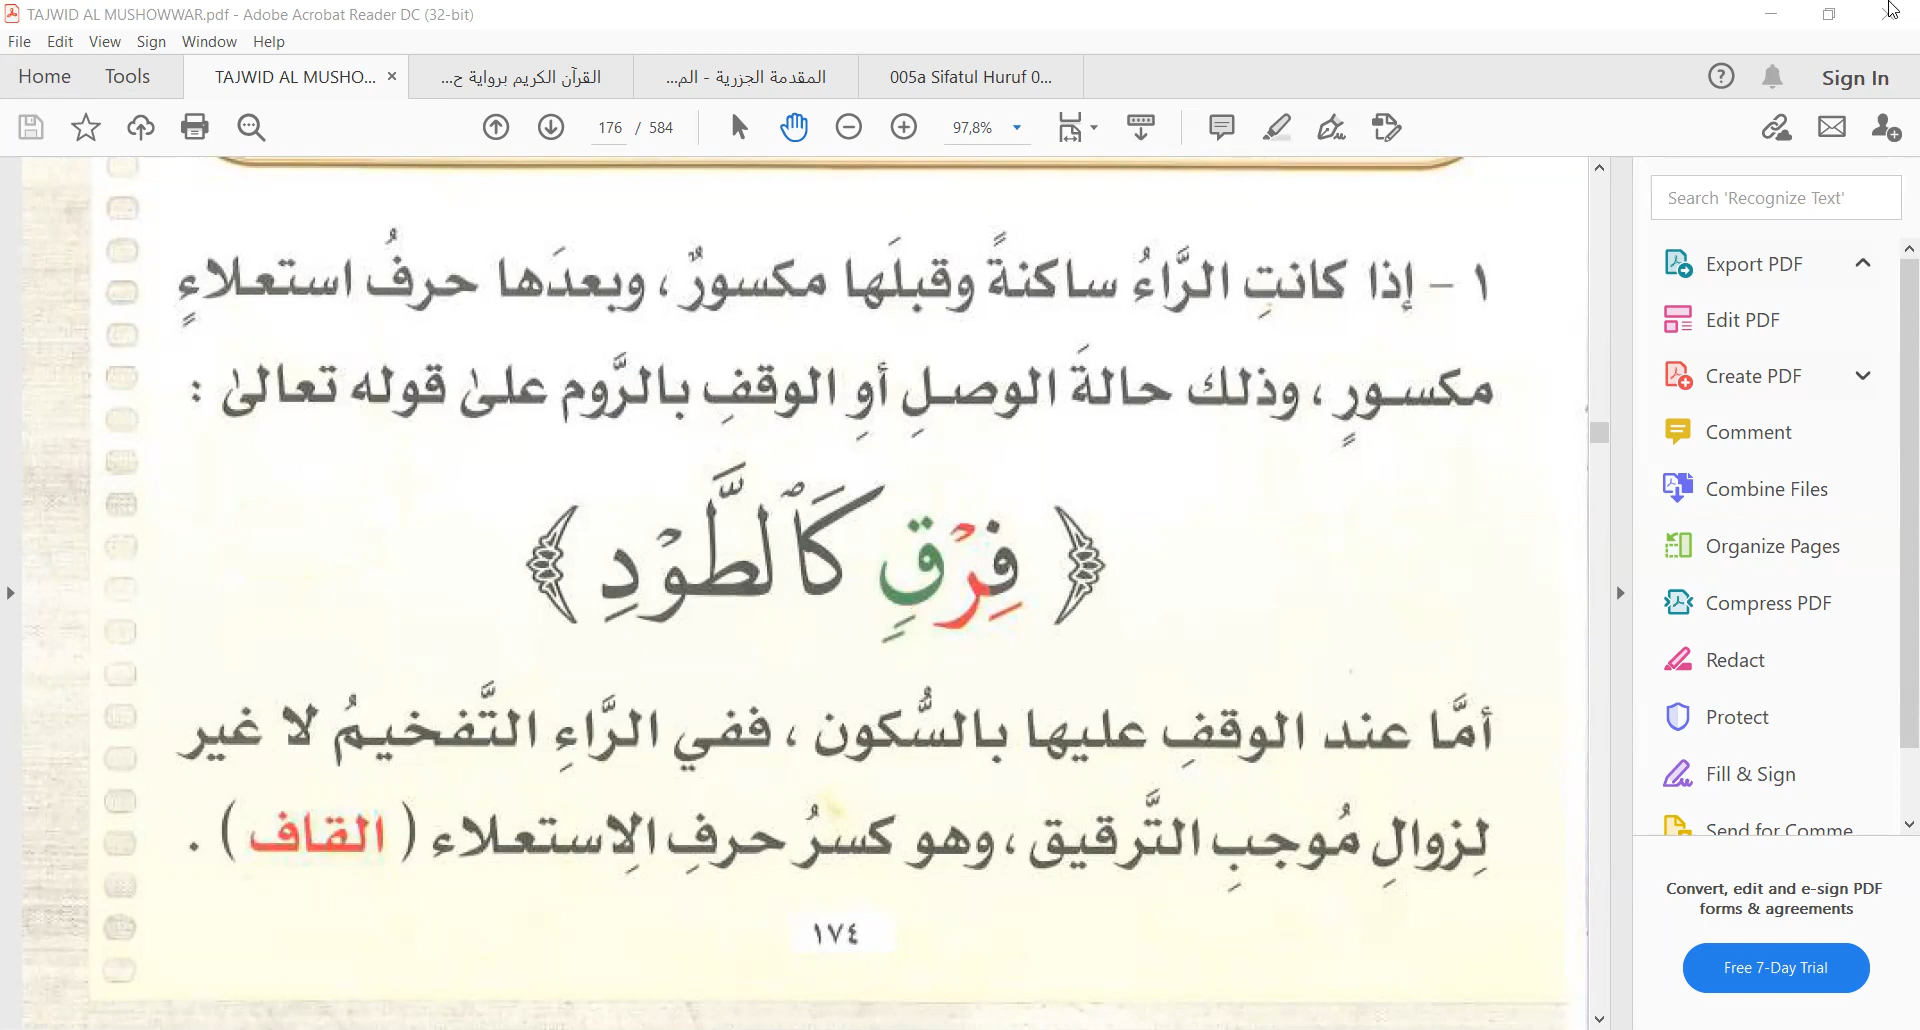 TAJWID AL MUSHOWWAR.pdf - Adobe Acrobat Reader DC (32-bit)
File Edit View Sign Window Help
Home Tools TAJWID AL MUSHO... × القرآن الكريم برواية ح... المقدمة الجزرية - الم... 005a Sifatul Huruf 0... Sign In
176 / 584 97,8%
Search 'Recognize Text'
Export PDF
Edit PDF
Create PDF
Comment
Combine Files
Organize Pages
Compress PDF
Redact
Protect
Fill & Sign
Send for Comme
Convert, edit and e-sign PDF
forms & agreements
Free 7-Day Trial
١ – إذا كانتِ الرَّاءُ ساكنةً وقبلَها مكسورٌ ، وبعدَها حرفُ استعلاءٍ
مكسورٍ ، وذلك حالةَ الوصلِ أوِ الوقفِ بالرَّوم علىٰ قوله تعالىٰ :
﴿ فِرْقٍ كَالطَّوْدِ ﴾
أمَّا عند الوقفِ عليها بالسُّكون ، ففي الرَّاءِ التَّفخيمُ لا غير
لِزوالِ مُوجبِ التَّرقيق ، وهو كسرُ حرفِ الاِستعلاء ( القاف ) .
١٧٤